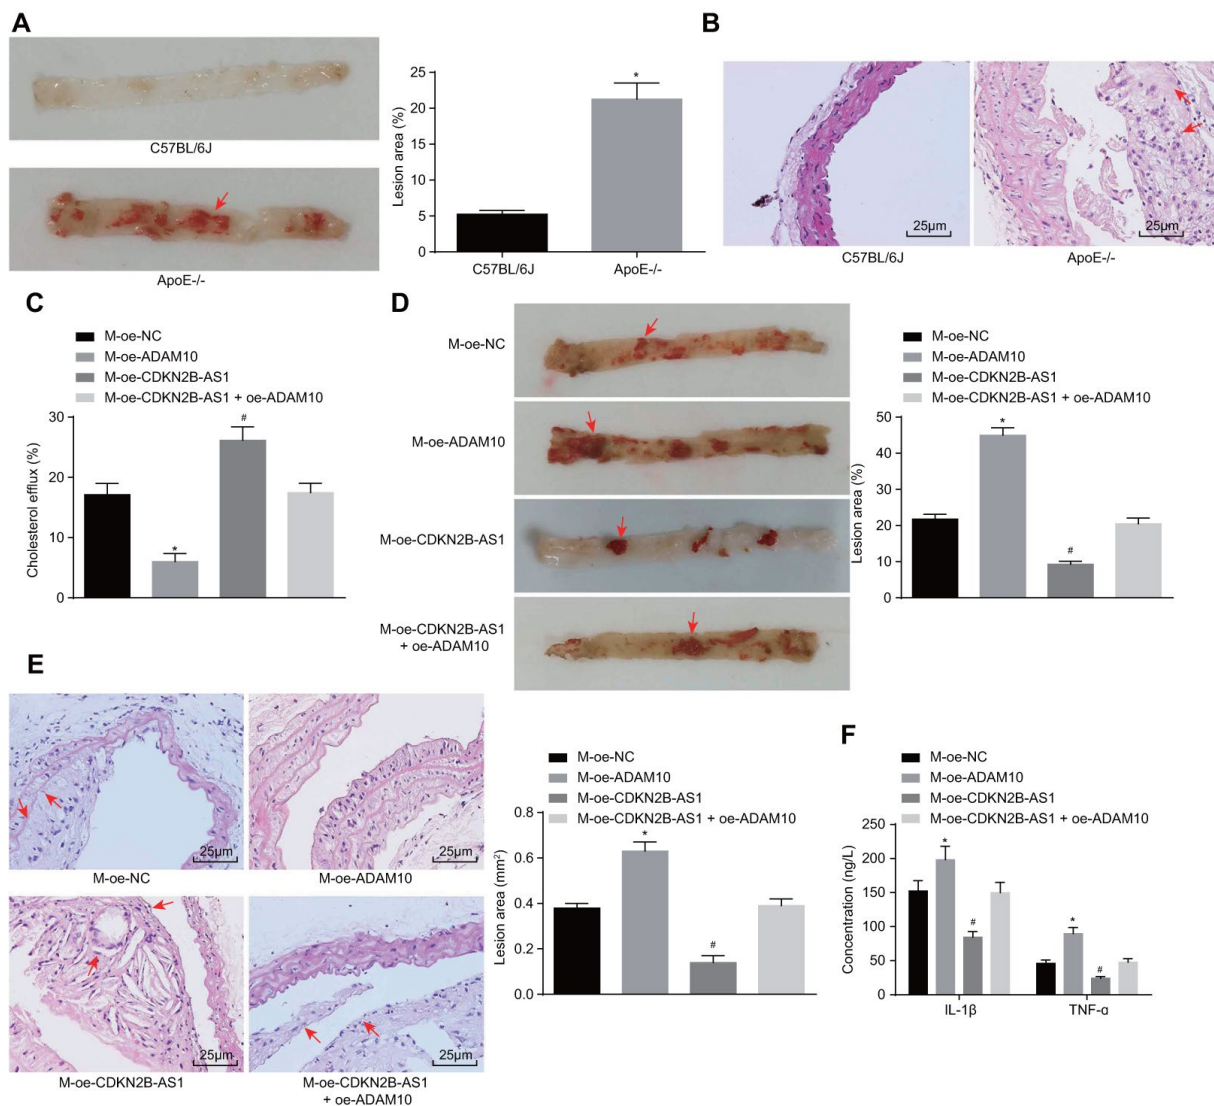 A
C57BL/6J
ApoE-/-
Lesion area (%)
25
20
15
10
5
0
*
C57BL/6J
ApoE-/-
B
25μm
25μm
C57BL/6J
ApoE-/-
C
M-oe-NC
M-oe-ADAM10
M-oe-CDKN2B-AS1
M-oe-CDKN2B-AS1 + oe-ADAM10
Cholesterol efflux (%)
30
20
10
0
*
#
D
M-oe-NC
M-oe-ADAM10
M-oe-CDKN2B-AS1
M-oe-CDKN2B-AS1
+ oe-ADAM10
M-oe-NC
M-oe-ADAM10
M-oe-CDKN2B-AS1
M-oe-CDKN2B-AS1 + oe-ADAM10
Lesion area (%)
50
40
30
20
10
0
*
#
E
25μm
25μm
M-oe-NC
M-oe-ADAM10
25μm
25μm
M-oe-CDKN2B-AS1
M-oe-CDKN2B-AS1
+ oe-ADAM10
M-oe-NC
M-oe-ADAM10
M-oe-CDKN2B-AS1
M-oe-CDKN2B-AS1 + oe-ADAM10
Lesion area (mm²)
0.8
0.6
0.4
0.2
0.0
*
#
F
M-oe-NC
M-oe-ADAM10
M-oe-CDKN2B-AS1
M-oe-CDKN2B-AS1 + oe-ADAM10
Concentration (ng/L)
250
200
150
100
50
0
*
#
*
#
IL-1β
TNF-α